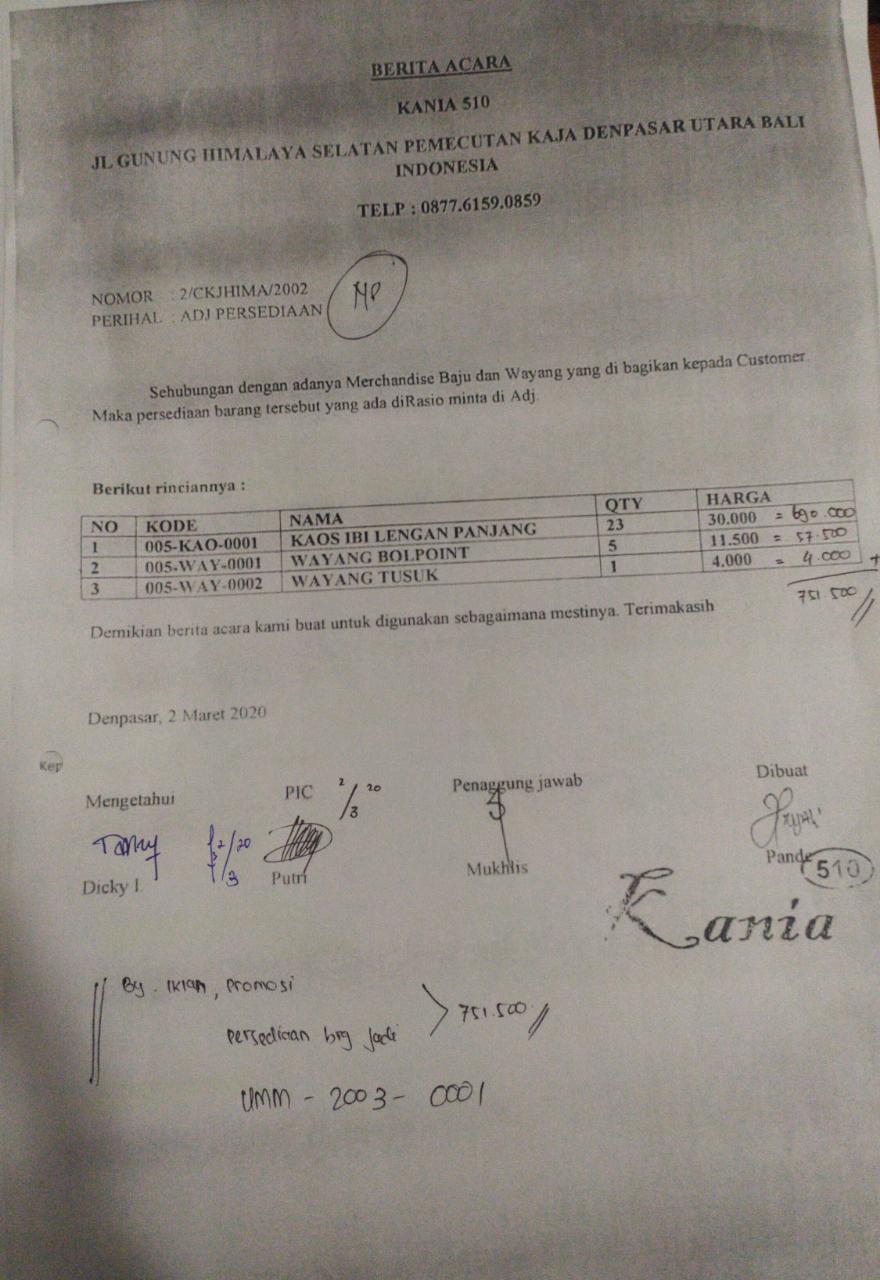 BERITA ACARA
KANIA 510
JL GUNUNG HIMALAYA SELATAN PEMECUTAN KAJA DENPASAR UTARA BALI
INDONESIA
TELP : 0877.6159.0859
NOMOR : 2/CKJHIMA/2002
PERIHAL : ADJ PERSEDIAAN
Sehubungan dengan adanya Merchandise Baju dan Wayang yang di bagikan kepada Customer.
Maka persediaan barang tersebut yang ada diRasio minta di Adj.
Berikut rinciannya :
NO KODE NAMA QTY HARGA
1 005-KAO-0001 KAOS IBI LENGAN PANJANG 23 30.000 = 690.000
2 005-WAY-0001 WAYANG BOLPOINT 5 11.500 = 57.500
3 005-WAY-0002 WAYANG TUSUK 1 4.000 = 4.000 +
751.500
Demikian berita acara kami buat untuk digunakan sebagaimana mestinya. Terimakasih
Denpasar, 2 Maret 2020
Kep
Mengetahui PIC 2/3 20 Penaggung jawab Dibuat
2/3 20
Dicky I. Putri Mukhlis Pande
510
Kania
By. Iklan, promosi
persediaan brg jadi > 751.500
UMM - 2003 - 0001